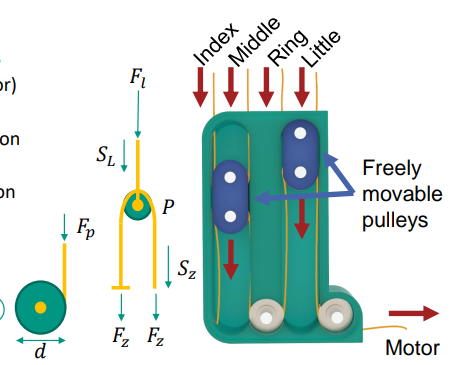 or)
on
on
F_p
d
F_l
S_L
P
S_z
F_z F_z
Index
Middle
Ring
Little
Freely
movable
pulleys
Motor